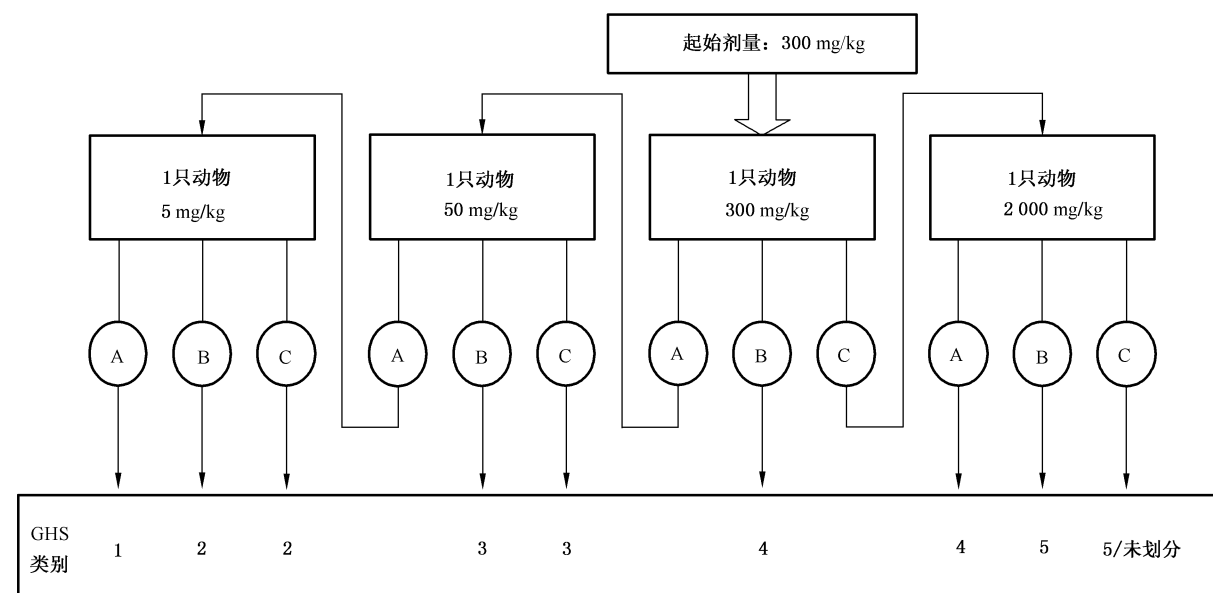 起始剂量：300 mg/kg
1只动物
5 mg/kg
1只动物
50 mg/kg
1只动物
300 mg/kg
1只动物
2 000 mg/kg
A B C A B C A B C A B C
GHS
类别
1 2 2 3 3 4 4 5 5/未划分